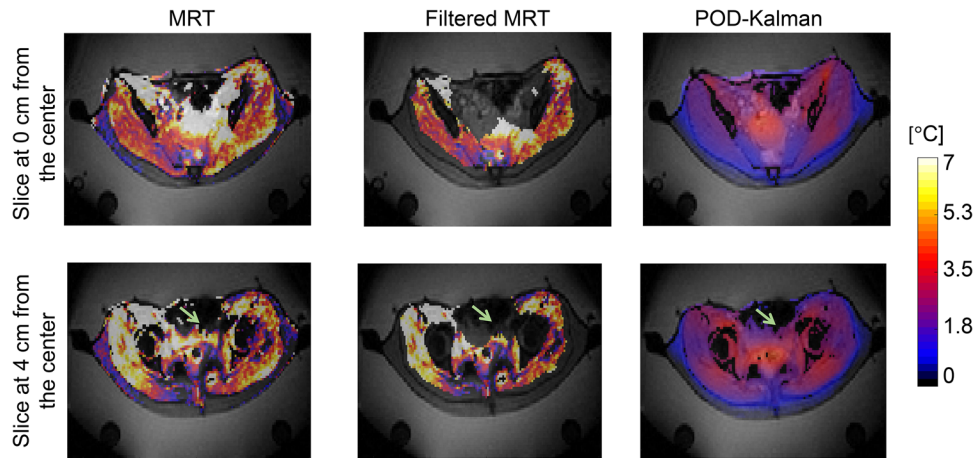 MRT
Filtered MRT
POD-Kalman
Slice at 0 cm from
the center
Slice at 4 cm from
the center
[°C]
7
5.3
3.5
1.8
0